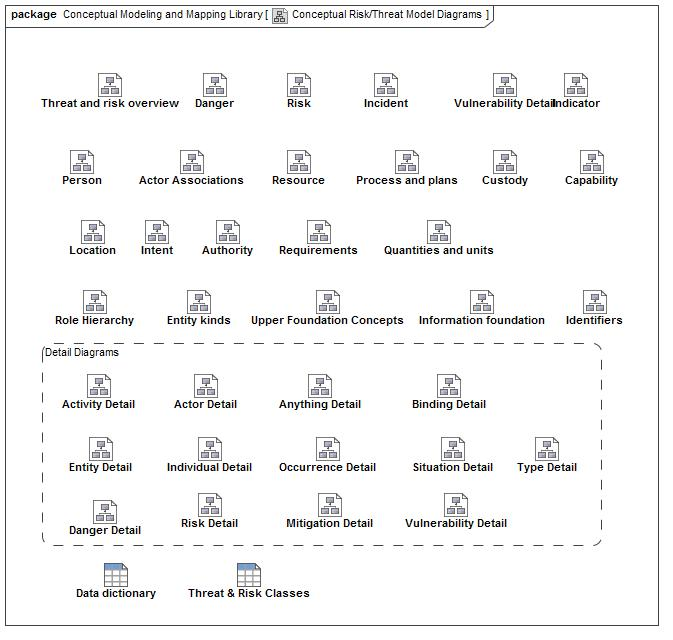 package Conceptual Modeling and Mapping Library [ Conceptual Risk/Threat Model Diagrams ]
Threat and risk overview Danger Risk Incident Vulnerability Detail Indicator
Person Actor Associations Resource Process and plans Custody Capability
Location Intent Authority Requirements Quantities and units
Role Hierarchy Entity kinds Upper Foundation Concepts Information foundation Identifiers
Detail Diagrams
Activity Detail Actor Detail Anything Detail Binding Detail
Entity Detail Individual Detail Occurrence Detail Situation Detail Type Detail
Danger Detail Risk Detail Mitigation Detail Vulnerability Detail
Data dictionary Threat & Risk Classes